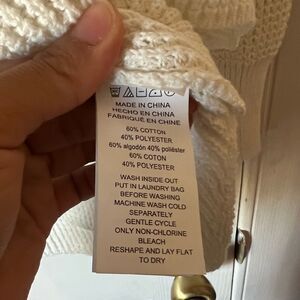 MADE IN CHINA
HECHO EN CHINA
FABRIQUÉ EN CHINE
60% COTTON
40% POLYESTER
60% algodón 40% poliéster
60% COTON
40% POLYESTER
WASH INSIDE OUT
PUT IN LAUNDRY BAG
BEFORE WASHING
MACHINE WASH COLD
SEPARATELY
GENTLE CYCLE
ONLY NON-CHLORINE
BLEACH
RESHAPE AND LAY FLAT
TO DRY